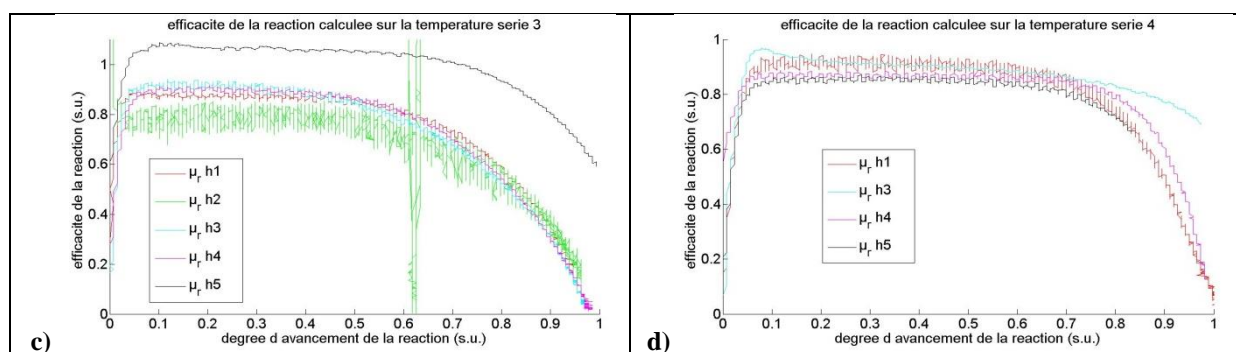 efficacite de la reaction calculee sur la temperature serie 3
efficacite de la reaction (s.u.)
1
0.8
0.6
0.4
0.2
0
μr h1
μr h2
μr h3
μr h4
μr h5
0 0.1 0.2 0.3 0.4 0.5 0.6 0.7 0.8 0.9 1
degree d avancement de la reaction (s.u.)
c)
efficacite de la reaction calculee sur la temperature serie 4
efficacite de la reaction (s.u.)
1
0.8
0.6
0.4
0.2
0
μr h1
μr h3
μr h4
μr h5
0 0.1 0.2 0.3 0.4 0.5 0.6 0.7 0.8 0.9 1
degree d avancement de la reaction (s.u.)
d)